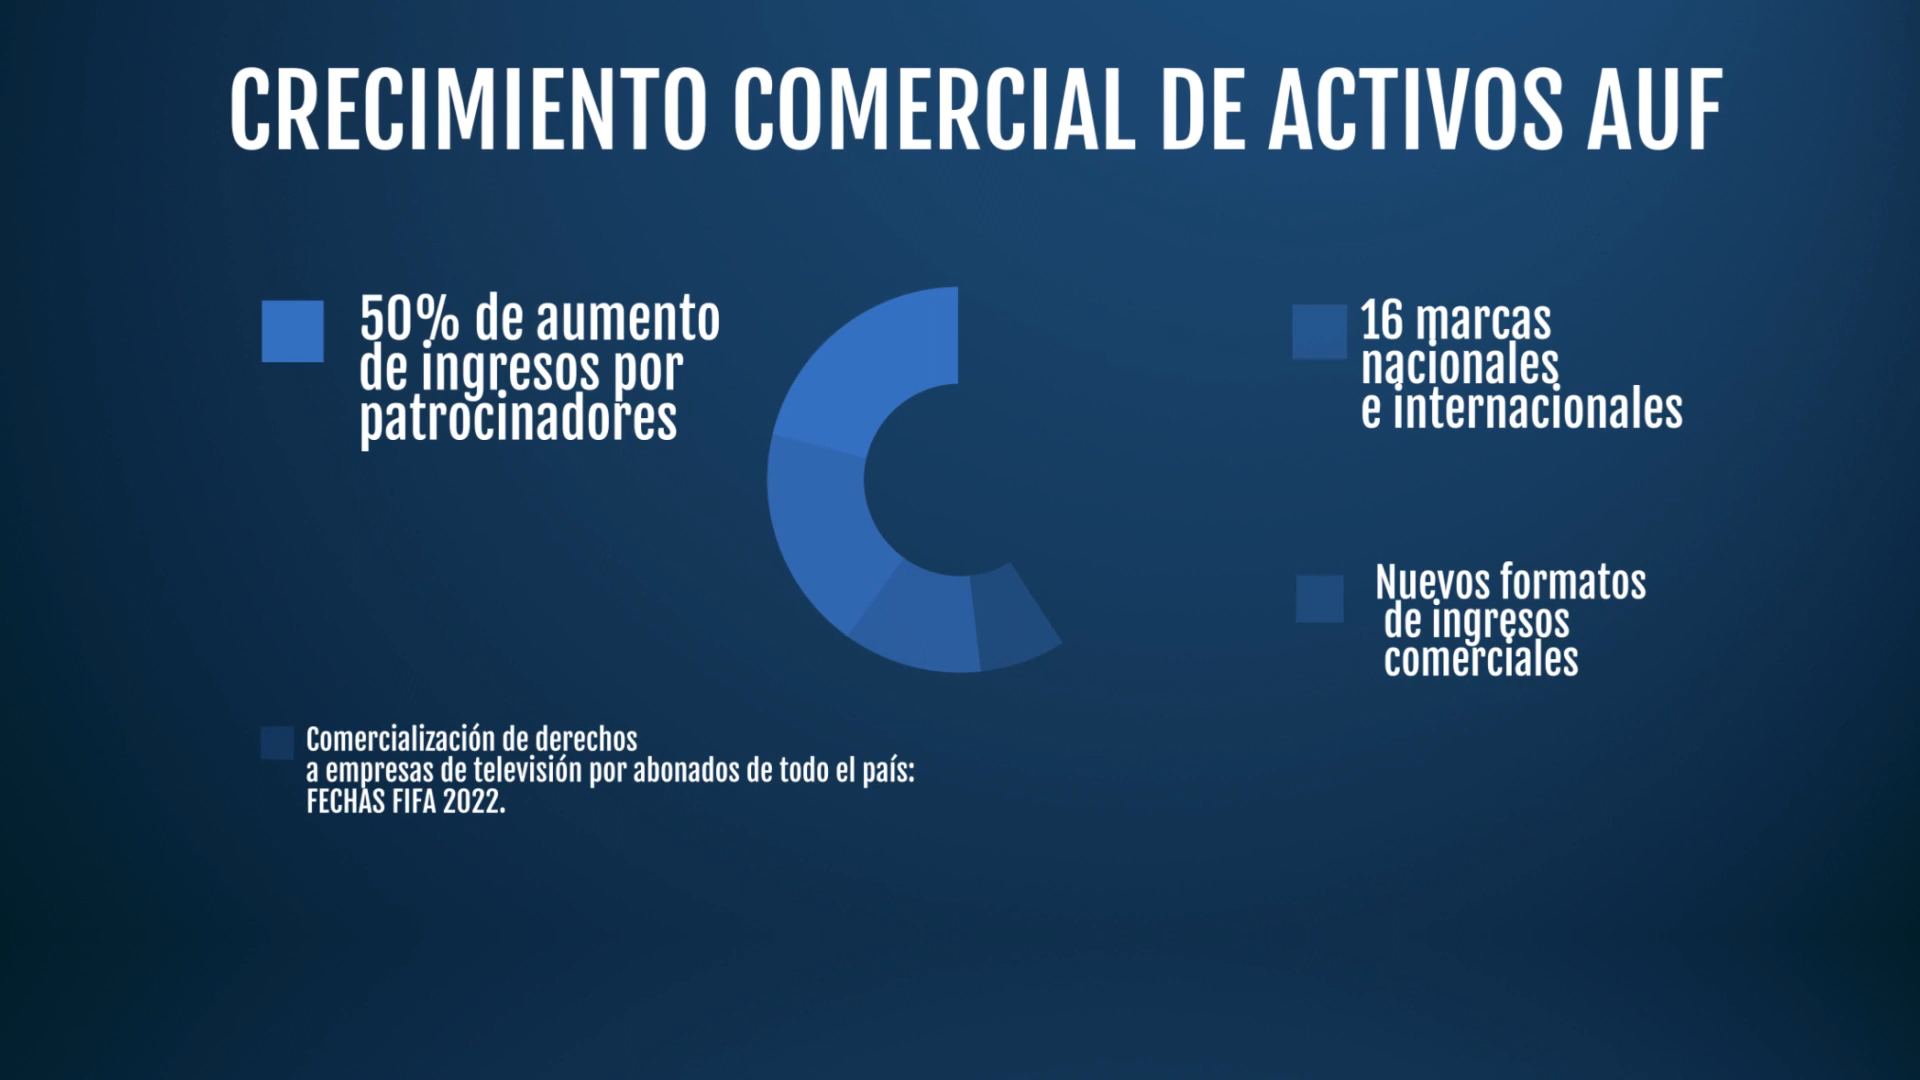 CRECIMIENTO COMERCIAL DE ACTIVOS AUF
50% de aumento
de ingresos por
patrocinadores
16 marcas
nacionales
e internacionales
Nuevos formatos
de ingresos
comerciales
Comercialización de derechos
a empresas de televisión por abonados de todo el país:
FECHAS FIFA 2022.